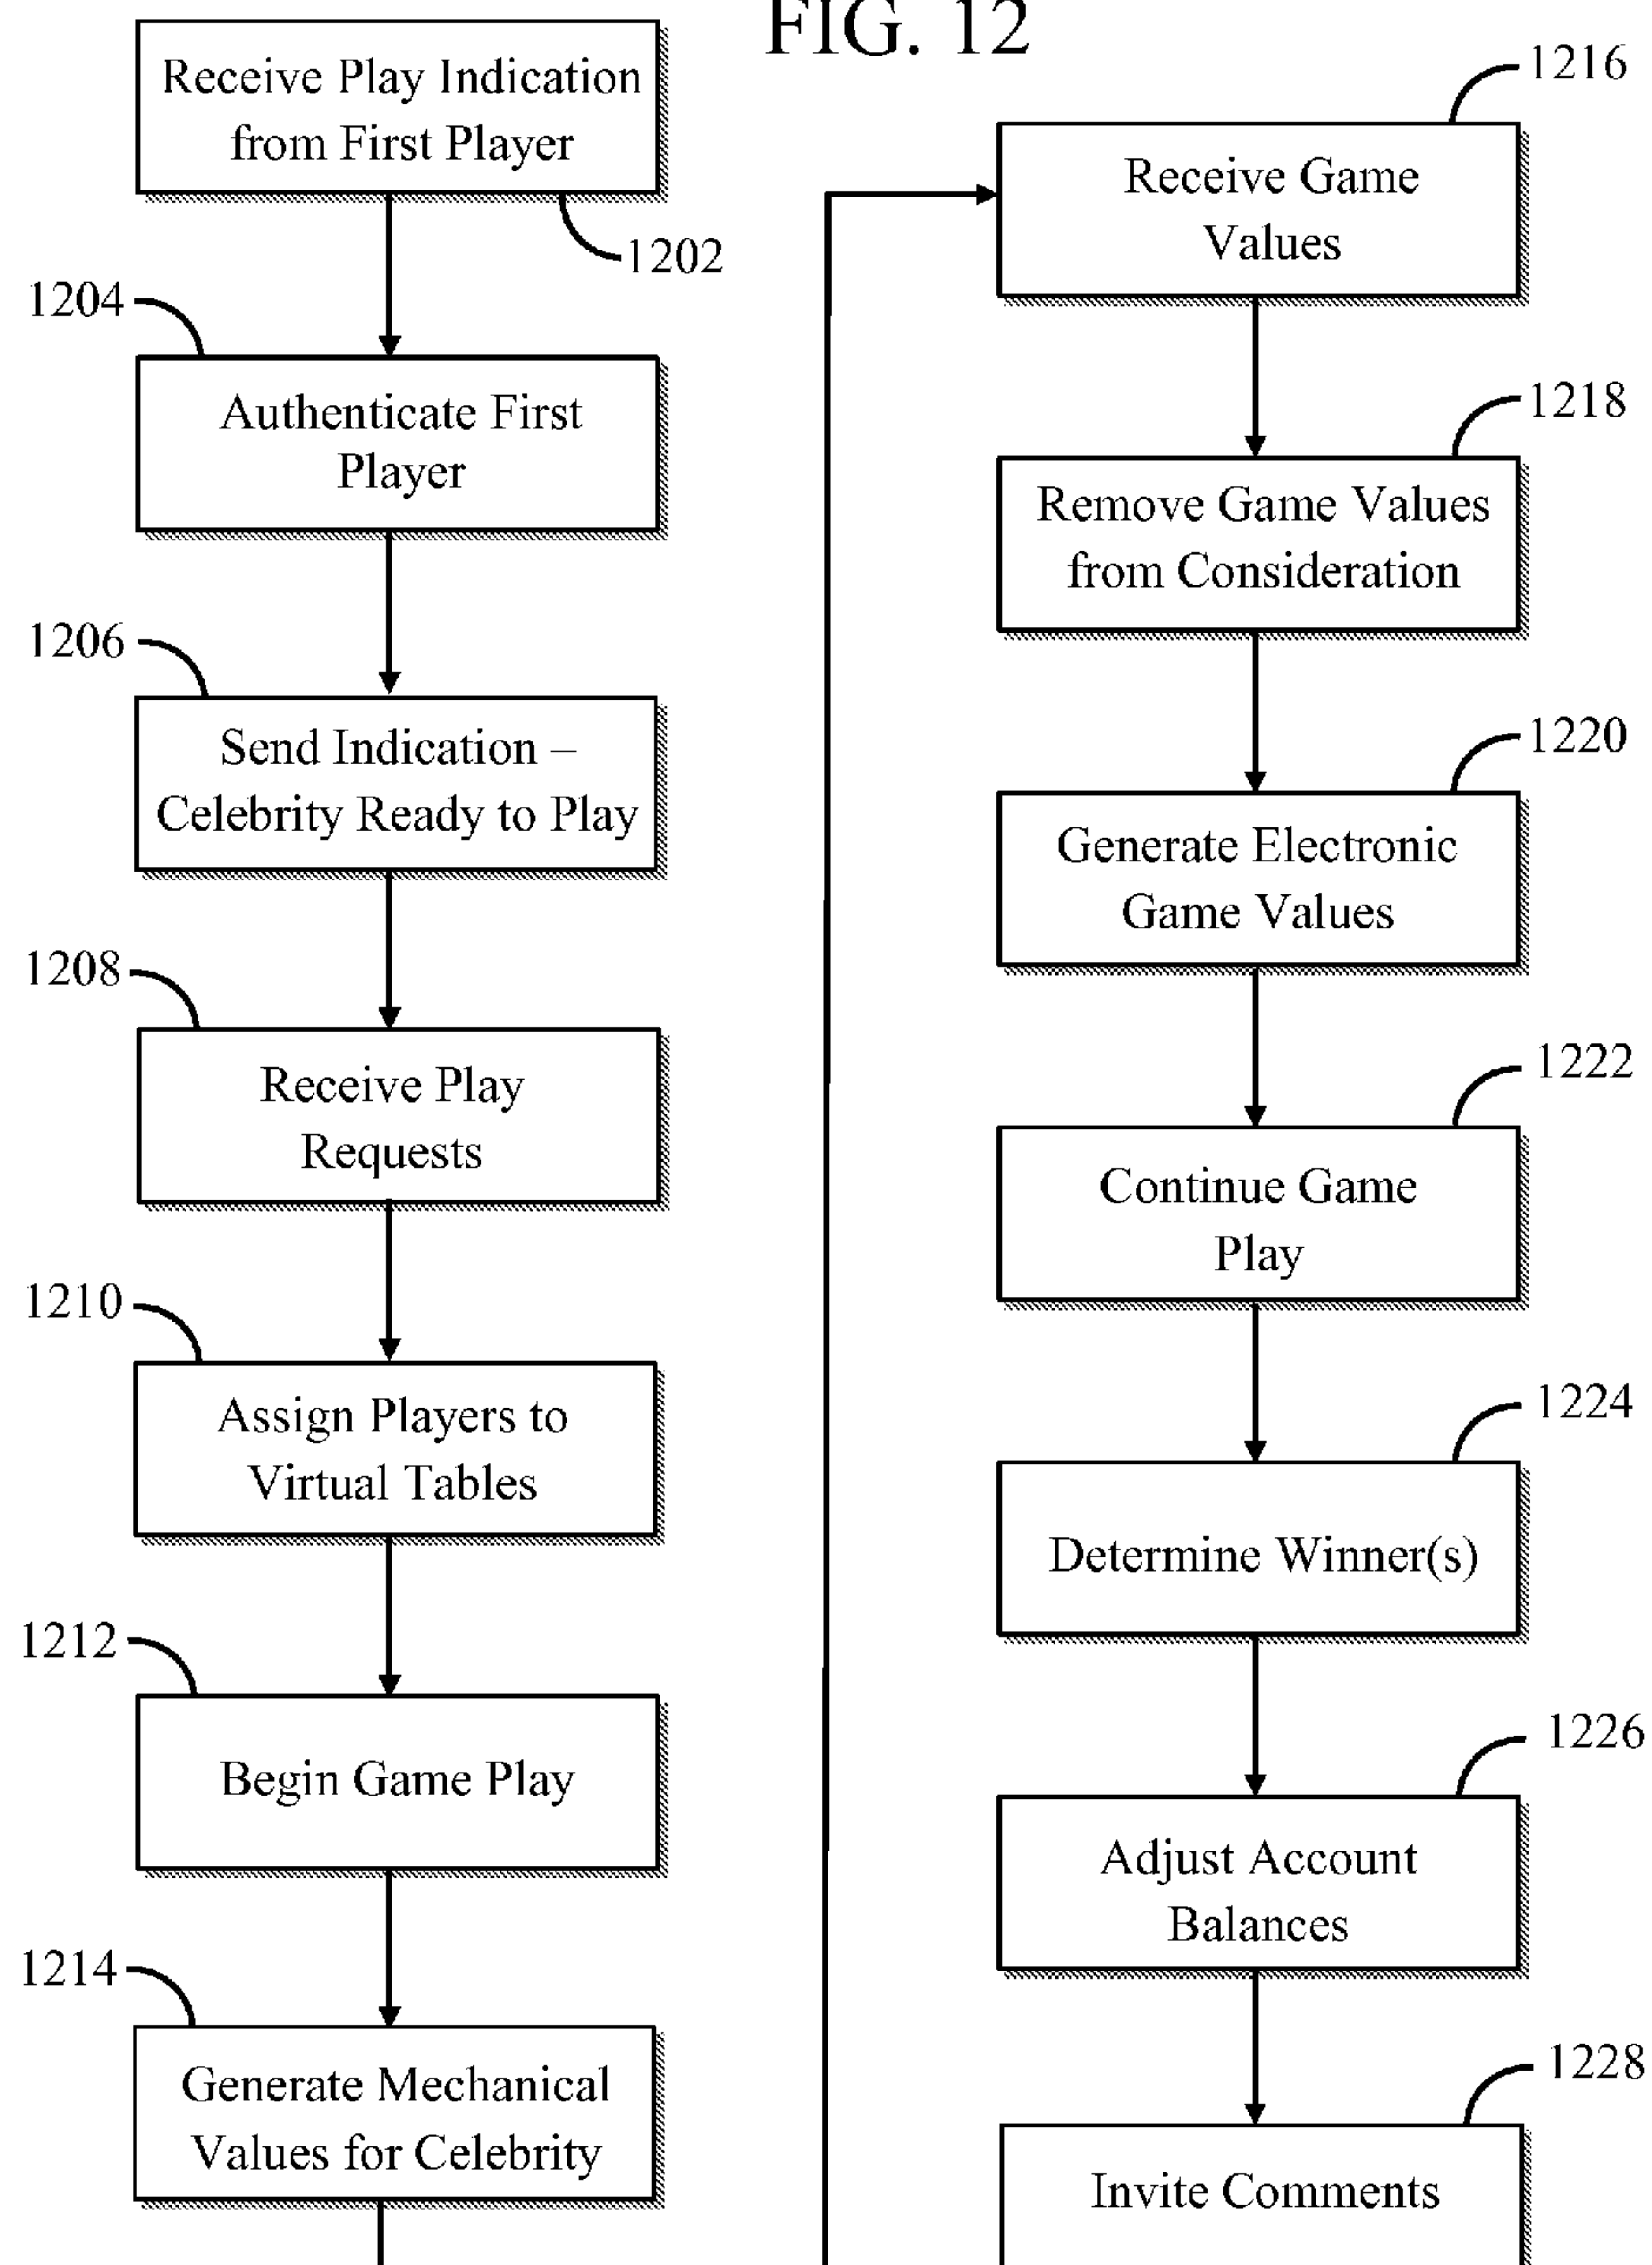 FIG. 12
Receive Play Indication
from First Player
1202
1204
Authenticate First
Player
1206
Send Indication –
Celebrity Ready to Play
1208
Receive Play
Requests
1210
Assign Players to
Virtual Tables
1212
Begin Game Play
1214
Generate Mechanical
Values for Celebrity
1216
Receive Game
Values
1218
Remove Game Values
from Consideration
1220
Generate Electronic
Game Values
1222
Continue Game
Play
1224
Determine Winner(s)
1226
Adjust Account
Balances
1228
Invite Comments